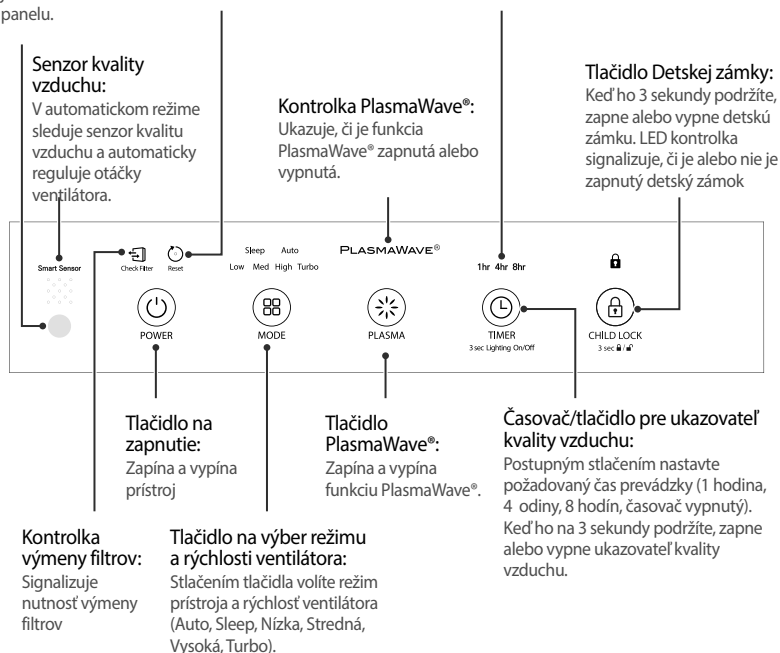 panelu.
Senzor kvality
vzduchu:
V automatickom režime
sleduje senzor kvalitu
vzduchu a automaticky
reguluje otáčky
ventilátora.
Kontrolka PlasmaWave®:
Ukazuje, či je funkcia
PlasmaWave® zapnutá alebo
vypnutá.
Tlačidlo Detskej zámky:
Keď ho 3 sekundy podržíte,
zapne alebo vypne detskú
zámku. LED kontrolka
signalizuje, či je alebo nie je
zapnutý detský zámok
Smart Sensor
Check Filter Reset
Sleep Auto
Low Med High Turbo
PLASMAWAVE®
1hr 4hr 8hr
POWER
MODE
PLASMA
TIMER
3 sec Lighting On/Off
CHILD LOCK
3 sec /
Tlačidlo na
zapnutie:
Zapína a vypína
prístroj
Tlačidlo
PlasmaWave®:
Zapína a vypína
funkciu PlasmaWave®.
Časovač/tlačidlo pre ukazovateľ
kvality vzduchu:
Postupným stlačením nastavte
požadovaný čas prevádzky (1 hodina,
4 odiny, 8 hodín, časovač vypnutý).
Keď ho na 3 sekundy podržíte, zapne
alebo vypne ukazovateľ kvality
vzduchu.
Kontrolka
výmeny filtrov:
Signalizuje
nutnosť výmeny
filtrov
Tlačidlo na výber režimu
a rýchlosti ventilátora:
Stlačením tlačidla volíte režim
prístroja a rýchlosť ventilátora
(Auto, Sleep, Nízka, Stredná,
Vysoká, Turbo).